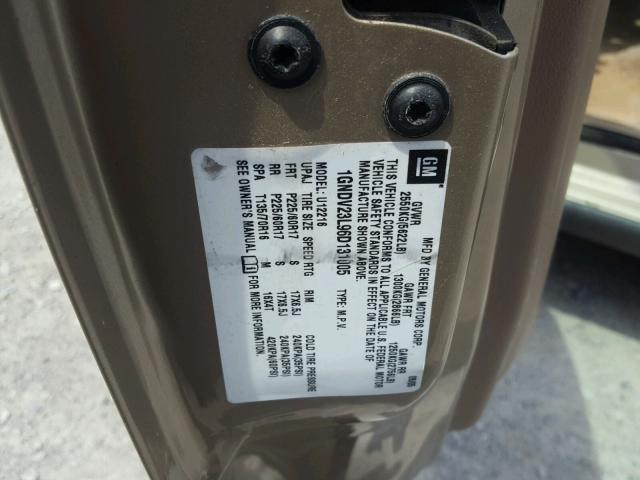 GM
MFD BY GENERAL MOTORS CORP.
GVWR GAWR FRT GAWR RR
2550KG(5622LB) 1300KG(2866LB) 1250KG(2756LB)
THIS VEHICLE CONFORMS TO ALL APPLICABLE U.S. FEDERAL MOTOR
VEHICLE SAFETY STANDARDS IN EFFECT ON THE DATE OF
MANUFACTURE SHOWN ABOVE.
1GNDV23L96D131005 TYPE: M.P.V.
MODEL: U12216
UPAJ TIRE SIZE SPEED RTG RIM COLD TIRE PRESSURE
FRT P225/60R17 S 17X6.5J 240KPA(35PSI)
RR P225/60R17 S 17X6.5J 240KPA(35PSI)
SPA T135/70R16 M 16X4T 420KPA(60PSI)
SEE OWNER'S MANUAL FOR MORE INFORMATION.